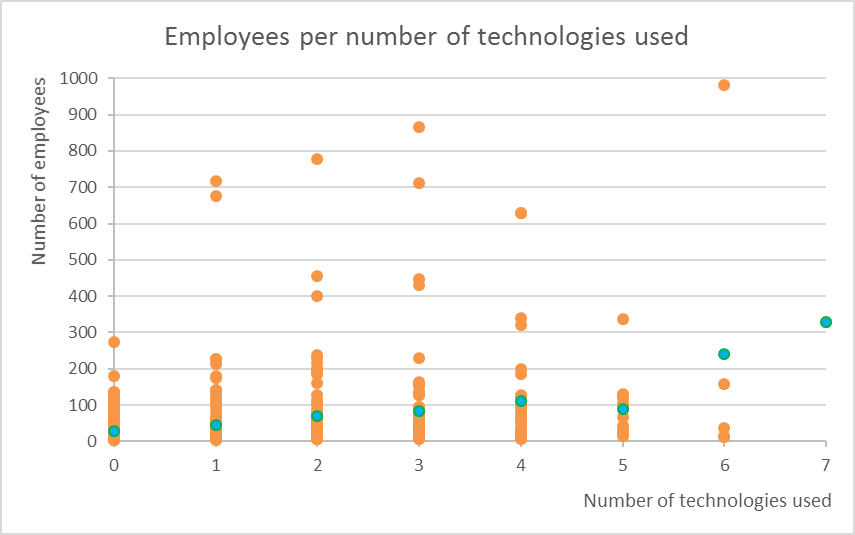 Employees per number of technologies used
Number of employees
1000
900
800
700
600
500
400
300
200
100
0
0 1 2 3 4 5 6 7
Number of technologies used